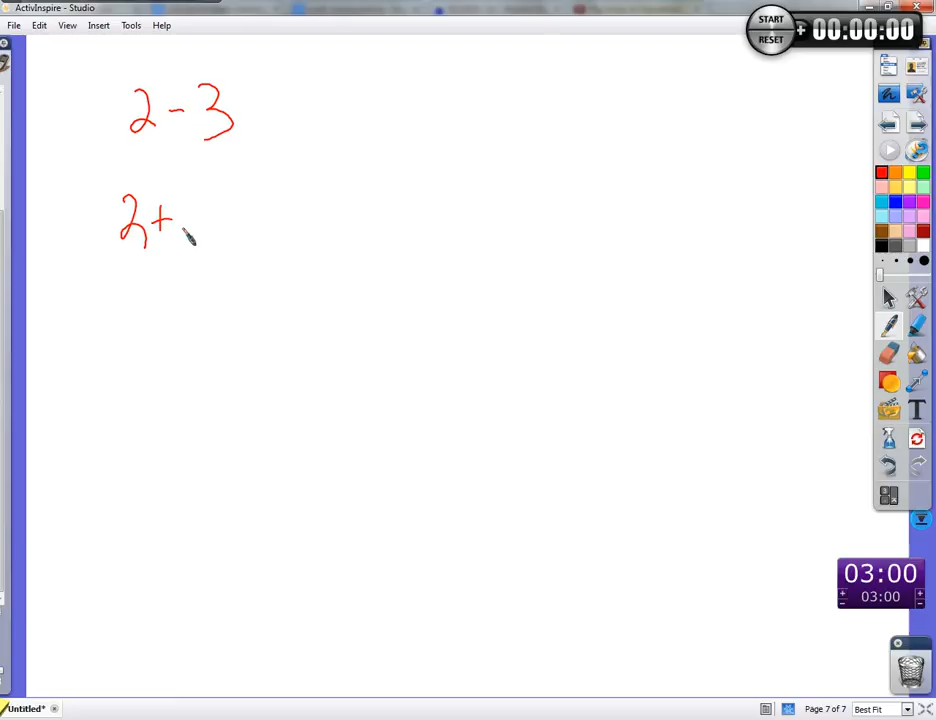 ActivInspire - Studio
File Edit View Insert Tools Help
START
RESET
+ 00:00:00
2 - 3
2 +
03:00
03:00
Untitled*
Page 7 of 7
Best Fit